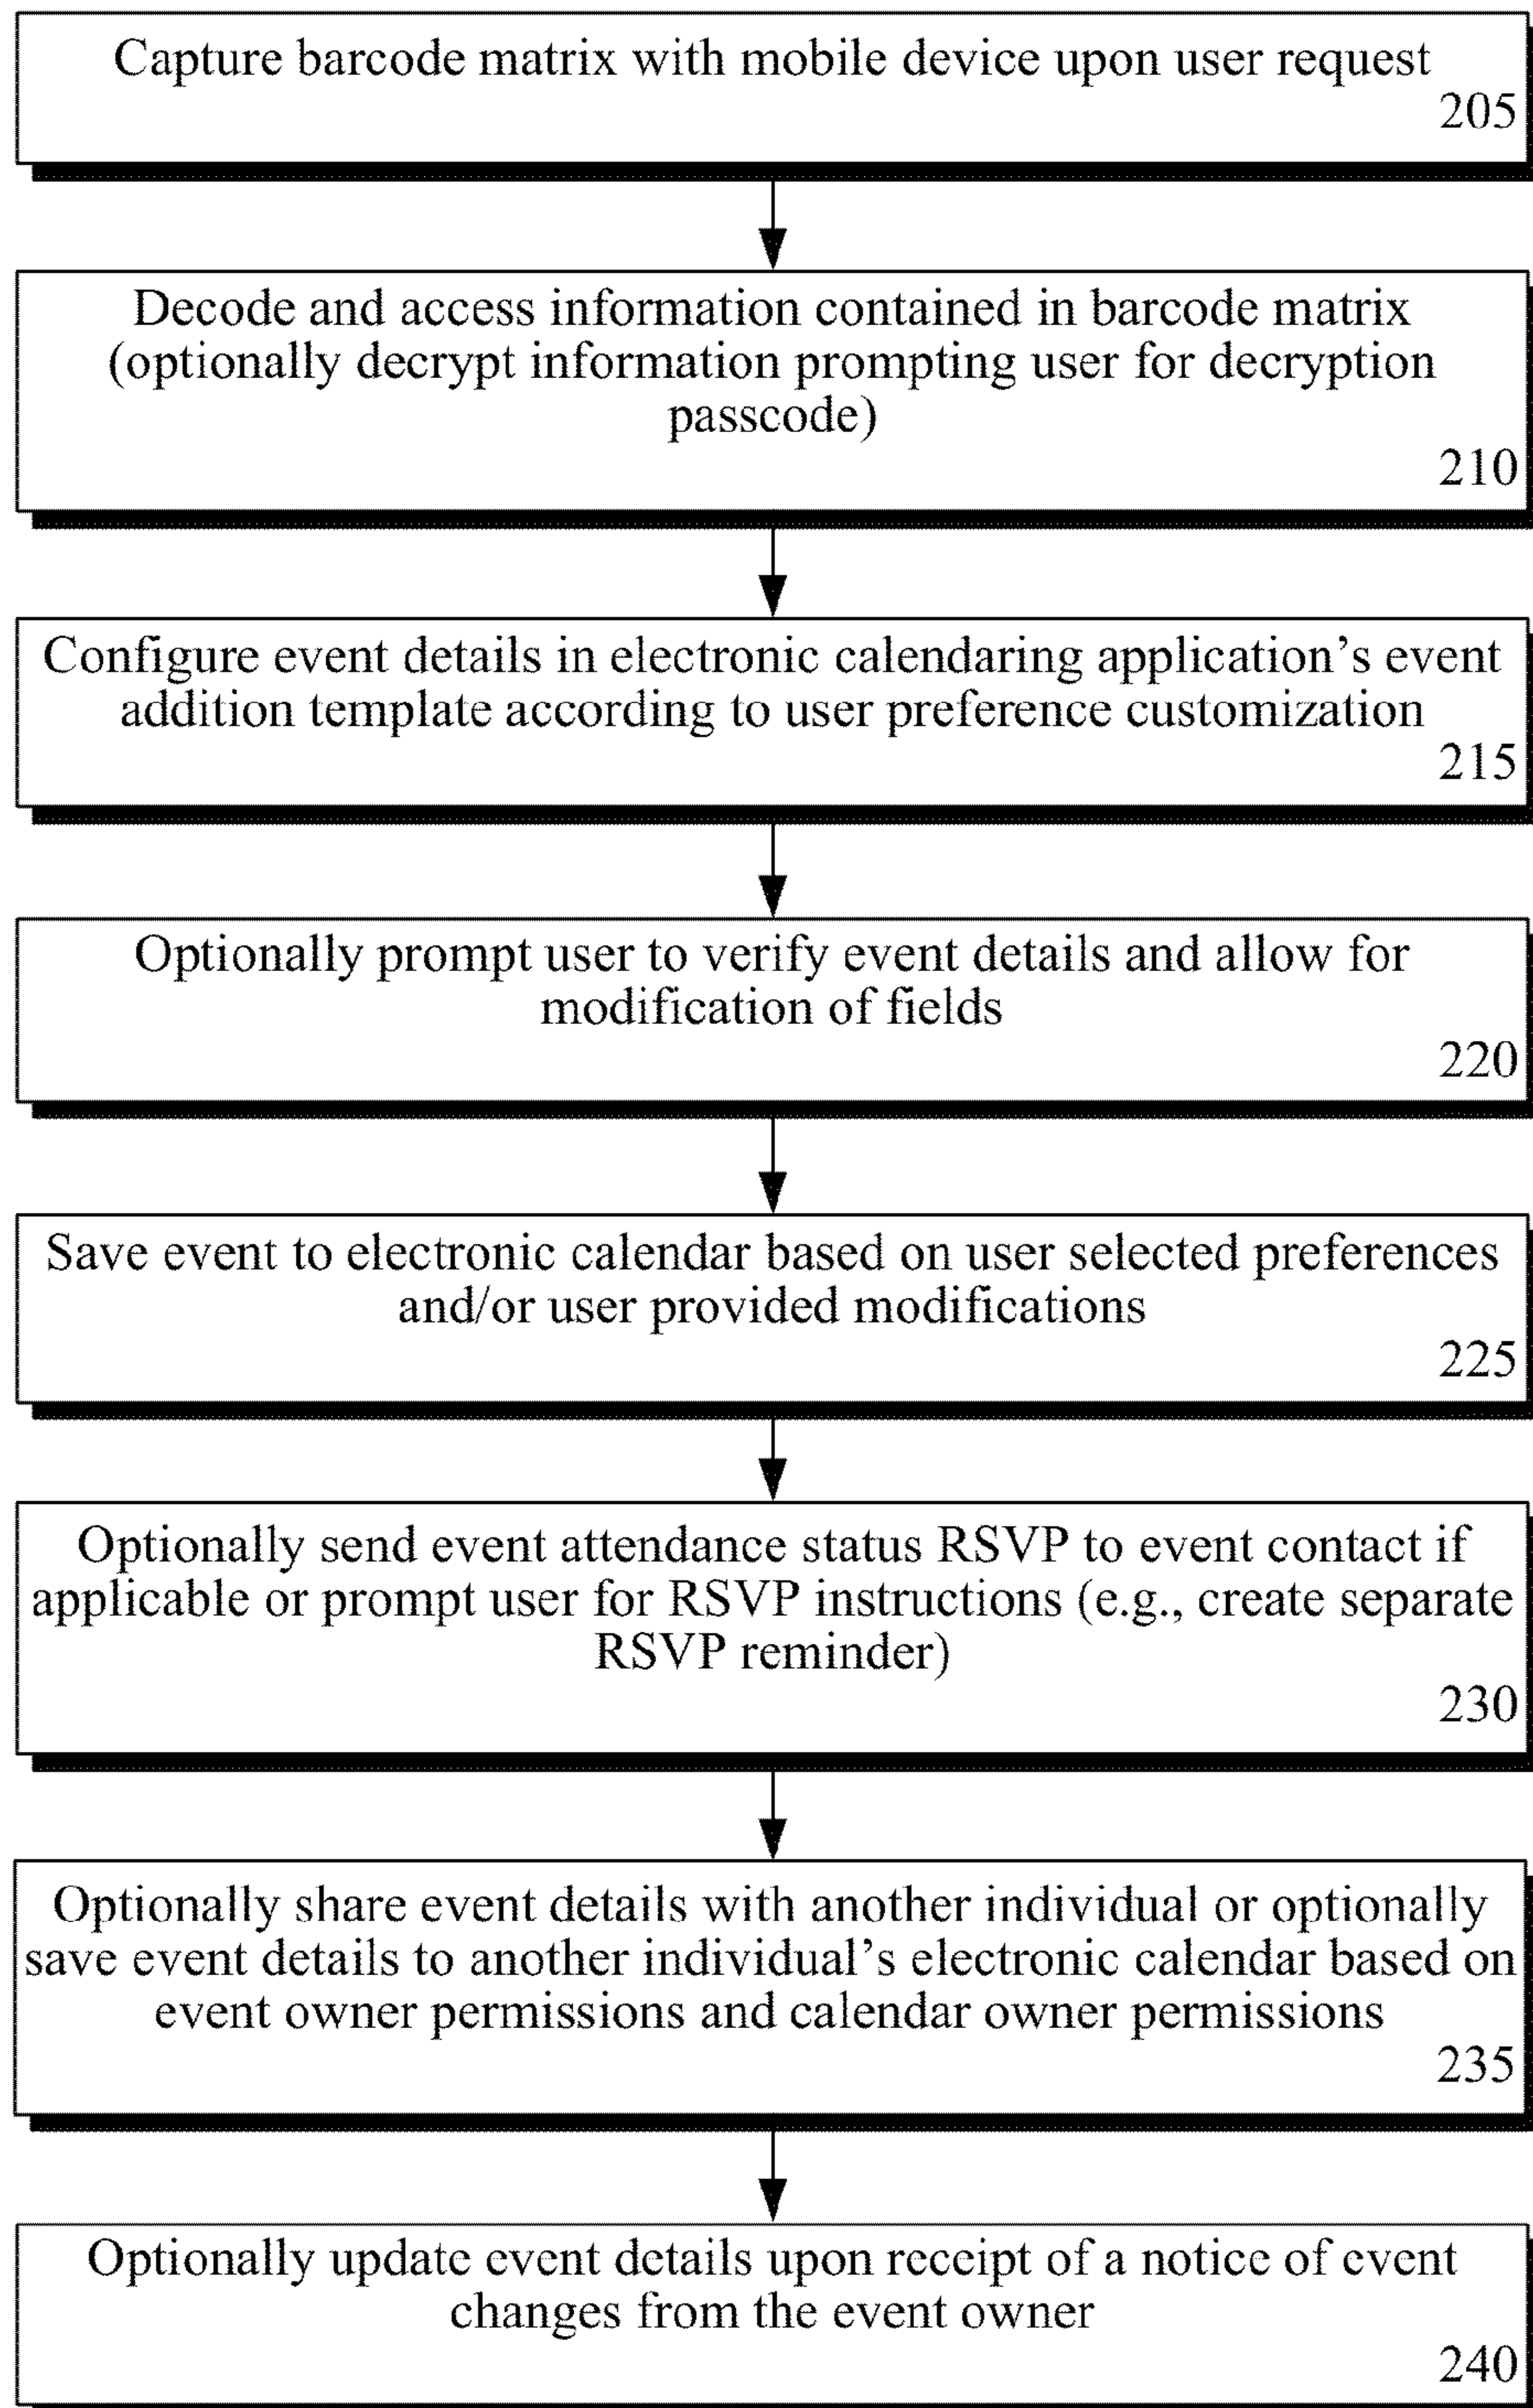 Capture barcode matrix with mobile device upon user request
205
Decode and access information contained in barcode matrix
(optionally decrypt information prompting user for decryption
passcode)
210
Configure event details in electronic calendaring application’s event
addition template according to user preference customization
215
Optionally prompt user to verify event details and allow for
modification of fields
220
Save event to electronic calendar based on user selected preferences
and/or user provided modifications
225
Optionally send event attendance status RSVP to event contact if
applicable or prompt user for RSVP instructions (e.g., create separate
RSVP reminder)
230
Optionally share event details with another individual or optionally
save event details to another individual’s electronic calendar based on
event owner permissions and calendar owner permissions
235
Optionally update event details upon receipt of a notice of event
changes from the event owner
240